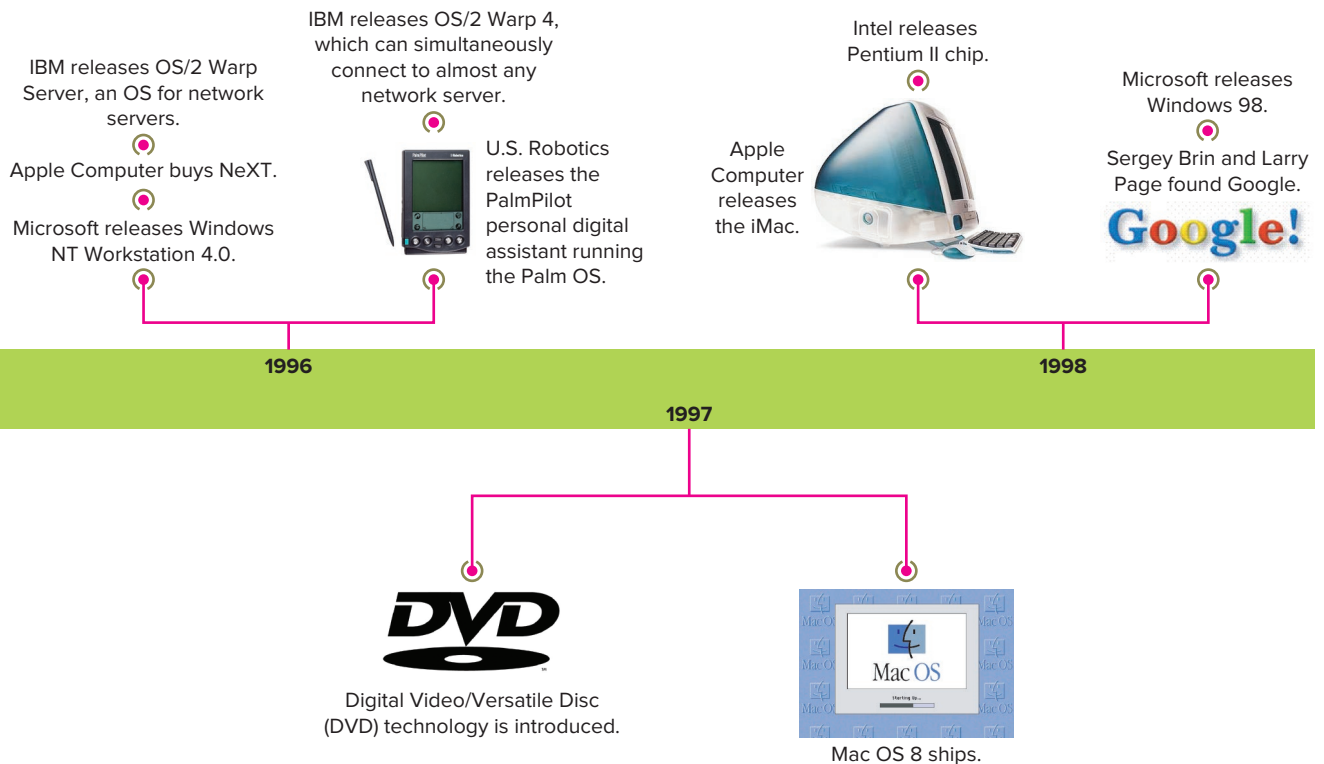 IBM releases OS/2 Warp
Server, an OS for network
servers.
Apple Computer buys NeXT.
Microsoft releases Windows
NT Workstation 4.0.
IBM releases OS/2 Warp 4,
which can simultaneously
connect to almost any
network server.
U.S. Robotics
releases the
PalmPilot
personal digital
assistant running
the Palm OS.
Intel releases
Pentium II chip.
Apple
Computer
releases
the iMac.
Microsoft releases
Windows 98.
Sergey Brin and Larry
Page found Google.
Google!
1996
1998
1997
DVD
Digital Video/Versatile Disc
(DVD) technology is introduced.
Mac OS
Starting Up...
Mac OS 8 ships.